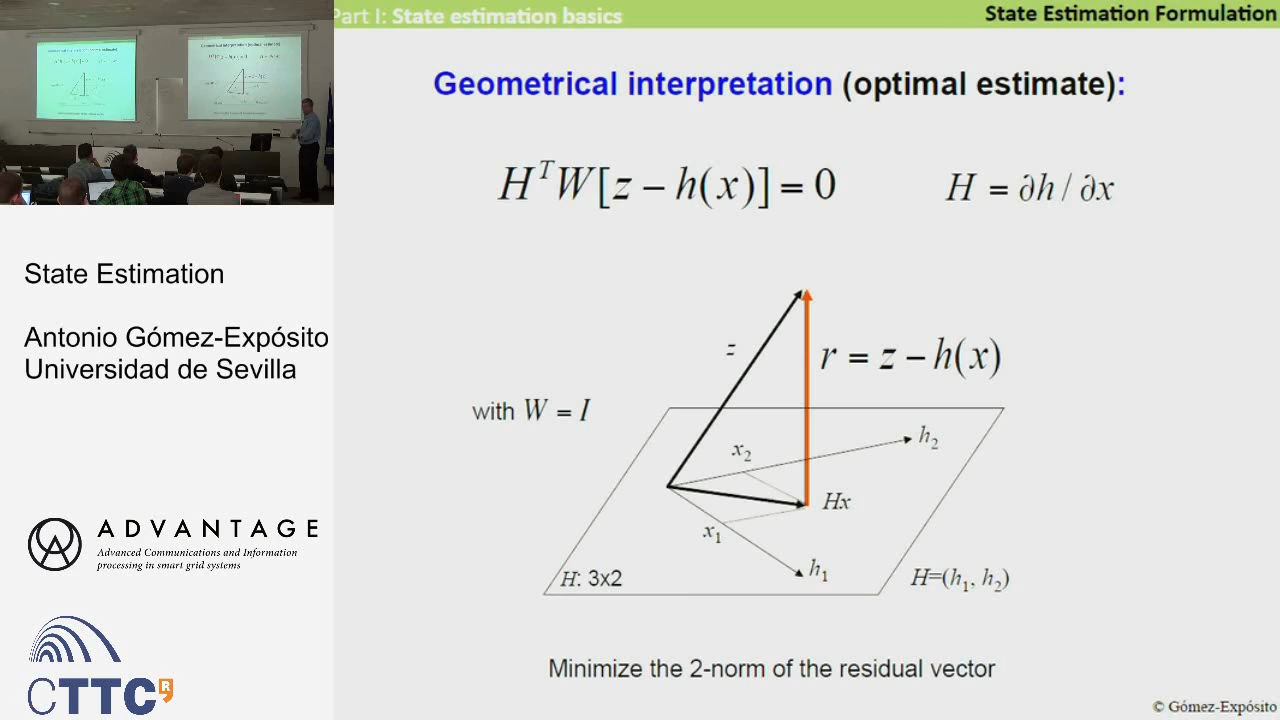 Part I: State estimation basics
State Estimation Formulation
Geometrical interpretation (optimal estimate):
H^T W[z − h(x)] = 0
H = ∂h / ∂x
z
r = z − h(x)
with W = I
x₂
h₂
Hx
x₁
h₁
H: 3x2
H=(h₁, h₂)
Minimize the 2-norm of the residual vector
© Gómez-Expósito
State Estimation
Antonio Gómez-Expósito
Universidad de Sevilla
ADVANTAGE
Advanced Communications and Information
processing in smart grid systems
CTTC
R